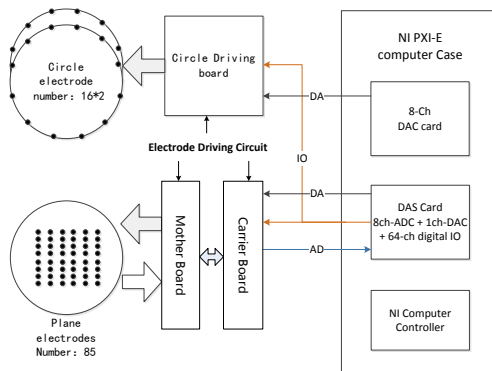 Circle
electrode
number: 16*2
Circle Driving
board
NI PXI-E
computer Case
DA
8-Ch
DAC card
Electrode Driving Circuit
IO
Mother Board
Carrier Board
DA
DAS Card
8ch-ADC + 1ch-DAC
+ 64-ch digital IO
AD
Plane
electrodes
Number: 85
NI Computer
Controller